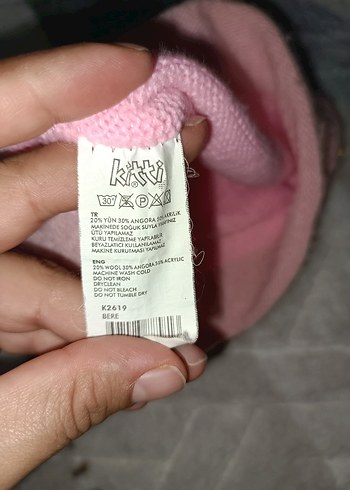 kitti
30°
TR
20% YÜN 30% ANGORA 50% AKRİLİK
MAKİNEDE SOĞUK SUYLA YIKAYINIZ
ÜTÜ YAPILAMAZ
KURU TEMİZLEME YAPILABİLİR
BEYAZLATICI KULLANILAMAZ
MAKİNE KURUTMASI YAPILMAZ
ENG
20% WOOL 30% ANGORA 50% ACRYLIC
MACHINE WASH COLD
DO NOT IRON
DRYCLEAN
DO NOT BLEACH
DO NOT TUMBLE DRY
K2619
BERE